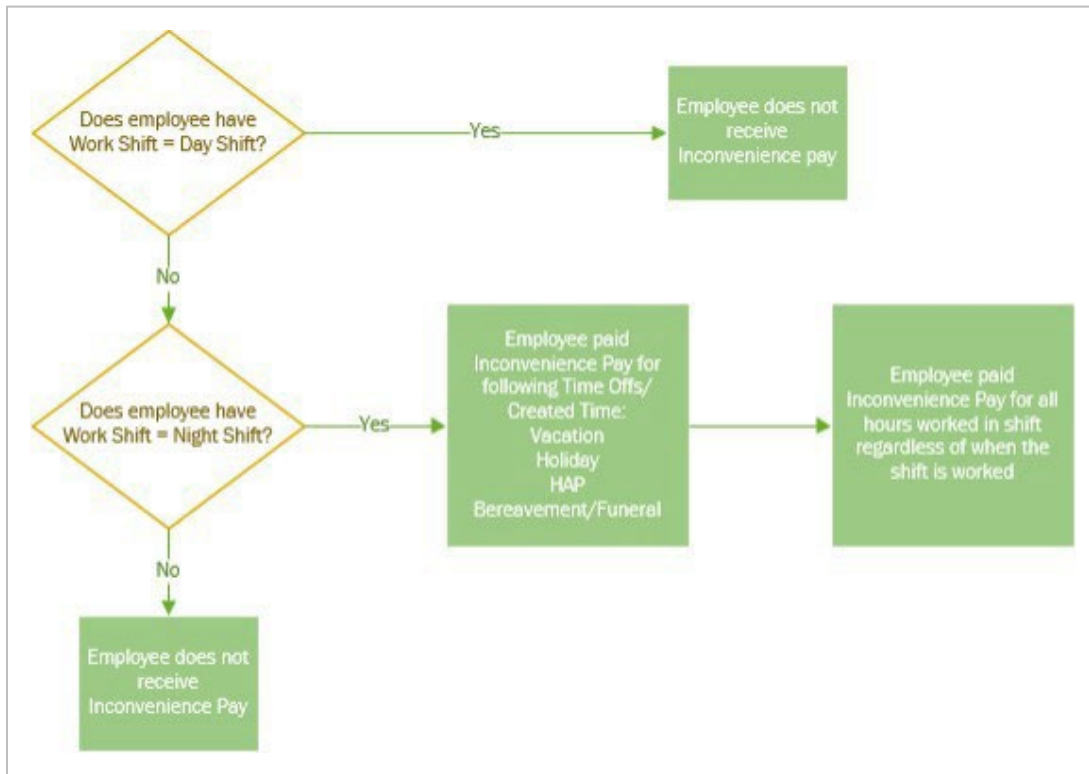 Does employee have
Work Shift = Day Shift?
Yes
Employee does not
receive
Inconvenience pay
No
Does employee have
Work Shift = Night Shift?
Yes
Employee paid
Inconvenience Pay for
following Time Offs/
Created Time:
Vacation
Holiday
HAP
Bereavement/Funeral
Employee paid
Inconvenience Pay for all
hours worked in shift
regardless of when the
shift is worked
No
Employee does not
receive
Inconvenience Pay